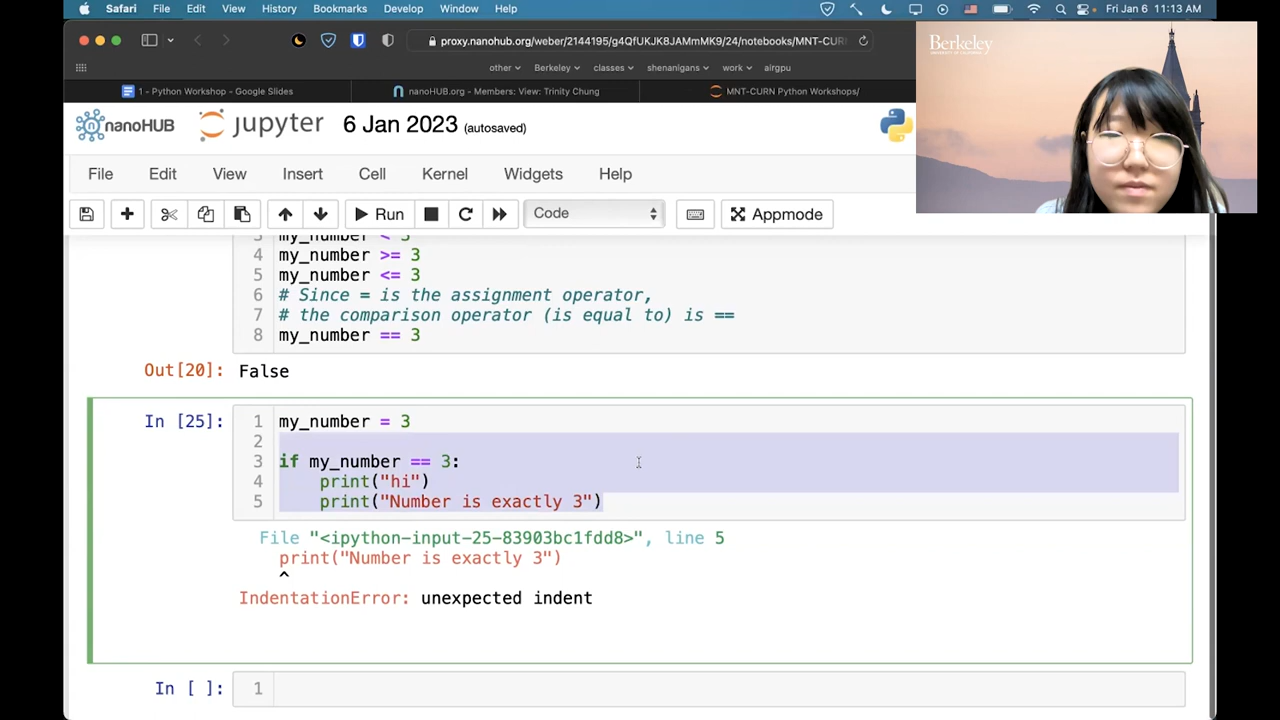 Safari File Edit View History Bookmarks Develop Window Help Fri Jan 6 11:13 AM
proxy.nanohub.org/weber/2144195/g4QfUKJK8JAMmMK9/24/notebooks/MNT-CURN
other Berkeley classes shenanigans work airgpu
1 - Python Workshop - Google Slides nanoHUB.org - Members: View: Trinity Chung MNT-CURN Python Workshops/
Berkeley
nanoHUB jupyter 6 Jan 2023 (autosaved)
File Edit View Insert Cell Kernel Widgets Help
Run Code Appmode
3 my_number < 3
4 my_number >= 3
5 my_number <= 3
6 # Since = is the assignment operator,
7 # the comparison operator (is equal to) is ==
8 my_number == 3
Out[20]: False
In [25]: 1 my_number = 3
2
3 if my_number == 3:
4 print("hi")
5 print("Number is exactly 3")
File "<ipython-input-25-83903bc1fdd8>", line 5
print("Number is exactly 3")
^
IndentationError: unexpected indent
In [ ]: 1